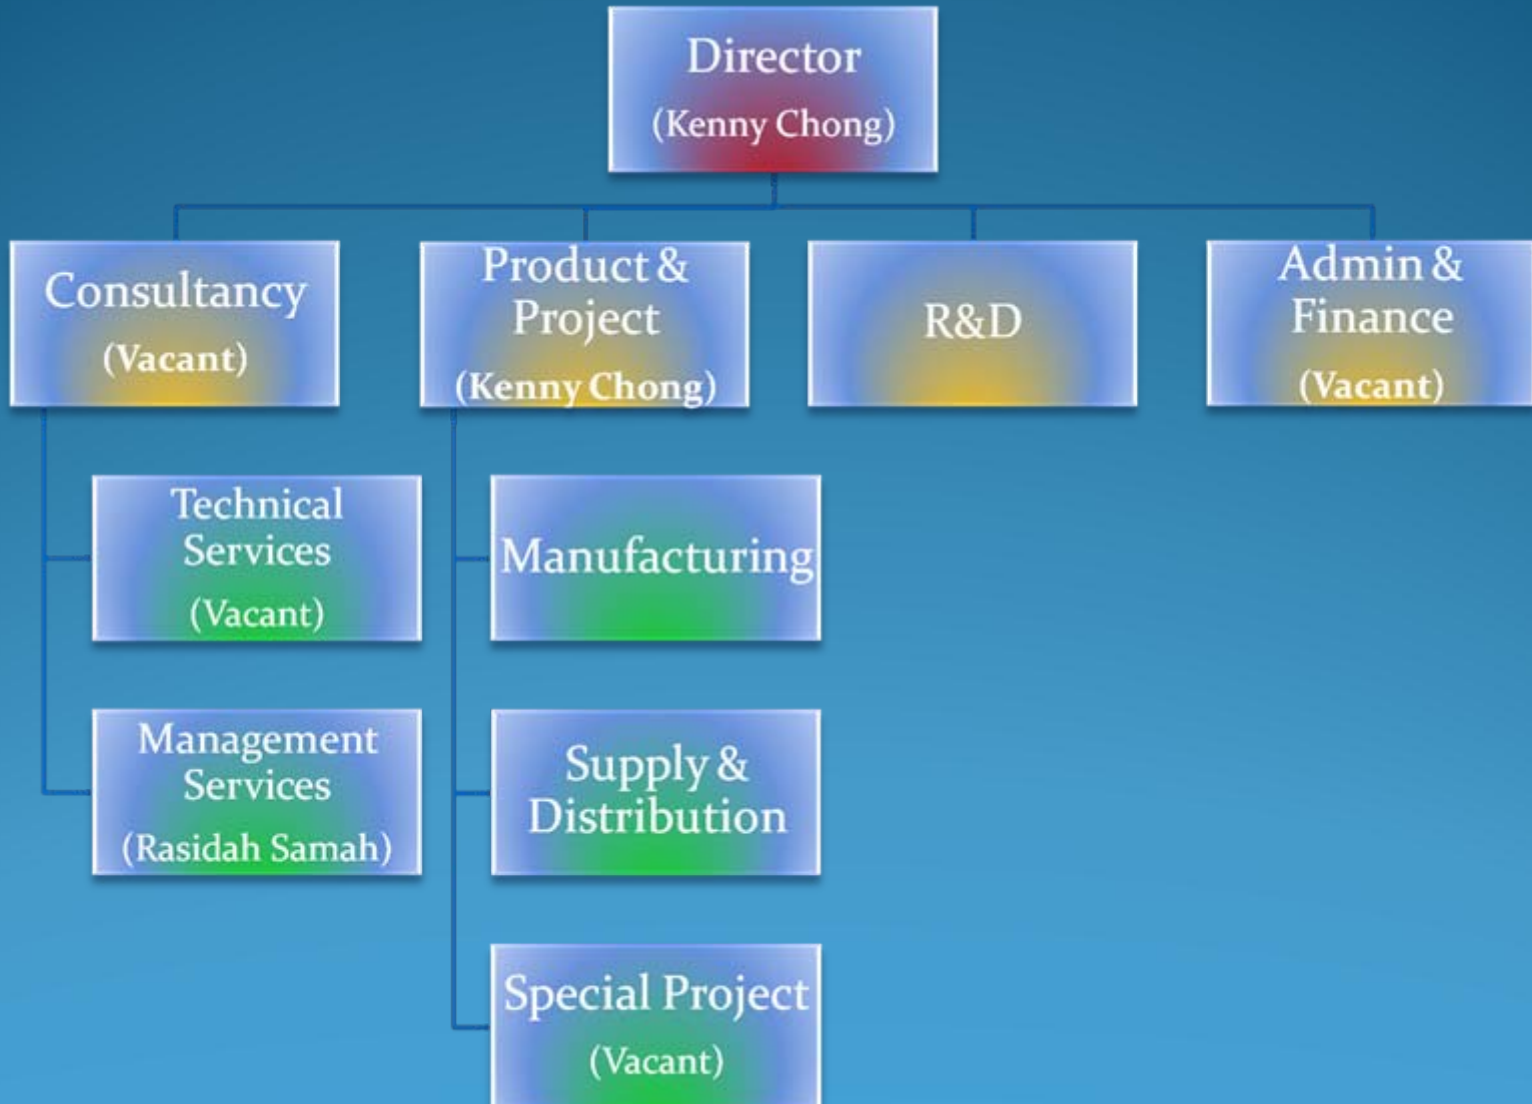 Director
(Kenny Chong)
Consultancy
(Vacant)
Product &
Project
(Kenny Chong)
R&D
Admin &
Finance
(Vacant)
Technical
Services
(Vacant)
Manufacturing
Management
Services
(Rasidah Samah)
Supply &
Distribution
Special Project
(Vacant)